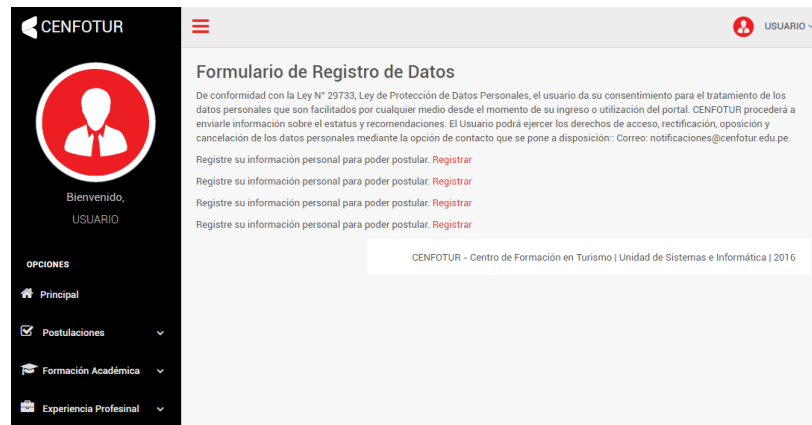 CENFOTUR
USUARIO
Bienvenido,
USUARIO
OPCIONES
Principal
Postulaciones
Formación Académica
Experiencia Profesinal
Formulario de Registro de Datos
De conformidad con la Ley N° 29733, Ley de Protección de Datos Personales, el usuario da su consentimiento para el tratamiento de los
datos personales que son facilitados por cualquier medio desde el momento de su ingreso o utilización del portal. CENFOTUR procederá a
enviarle información sobre el estatus y recomendaciones. El Usuario podrá ejercer los derechos de acceso, rectificación, oposición y
cancelación de los datos personales mediante la opción de contacto que se pone a disposición:: Correo: notificaciones@cenfotur.edu.pe.
Registre su información personal para poder postular. Registrar
Registre su información personal para poder postular. Registrar
Registre su información personal para poder postular. Registrar
Registre su información personal para poder postular. Registrar
CENFOTUR - Centro de Formación en Turismo | Unidad de Sistemas e Informática | 2016